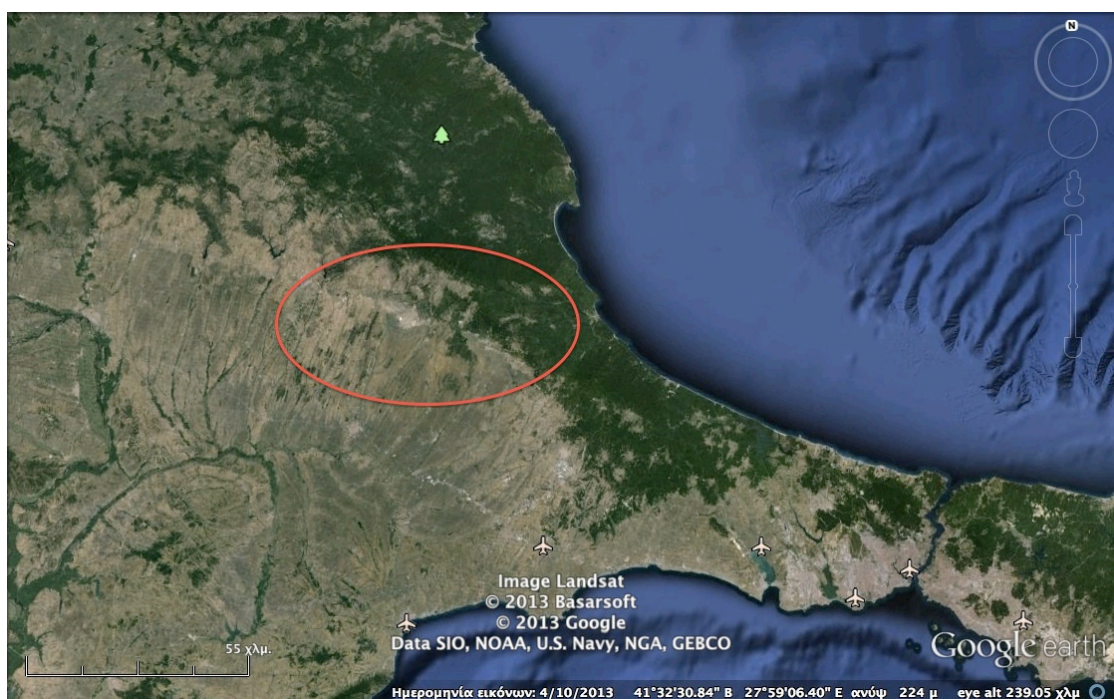 N
Image Landsat
© 2013 Basarsoft
© 2013 Google
Data SIO, NOAA, U.S. Navy, NGA, GEBCO
Google earth
55 χλμ.
Ημερομηνία εικόνων: 4/10/2013 41°32'30.84" Β 27°59'06.40" Ε ανύψ 224 μ eye alt 239.05 χλμ